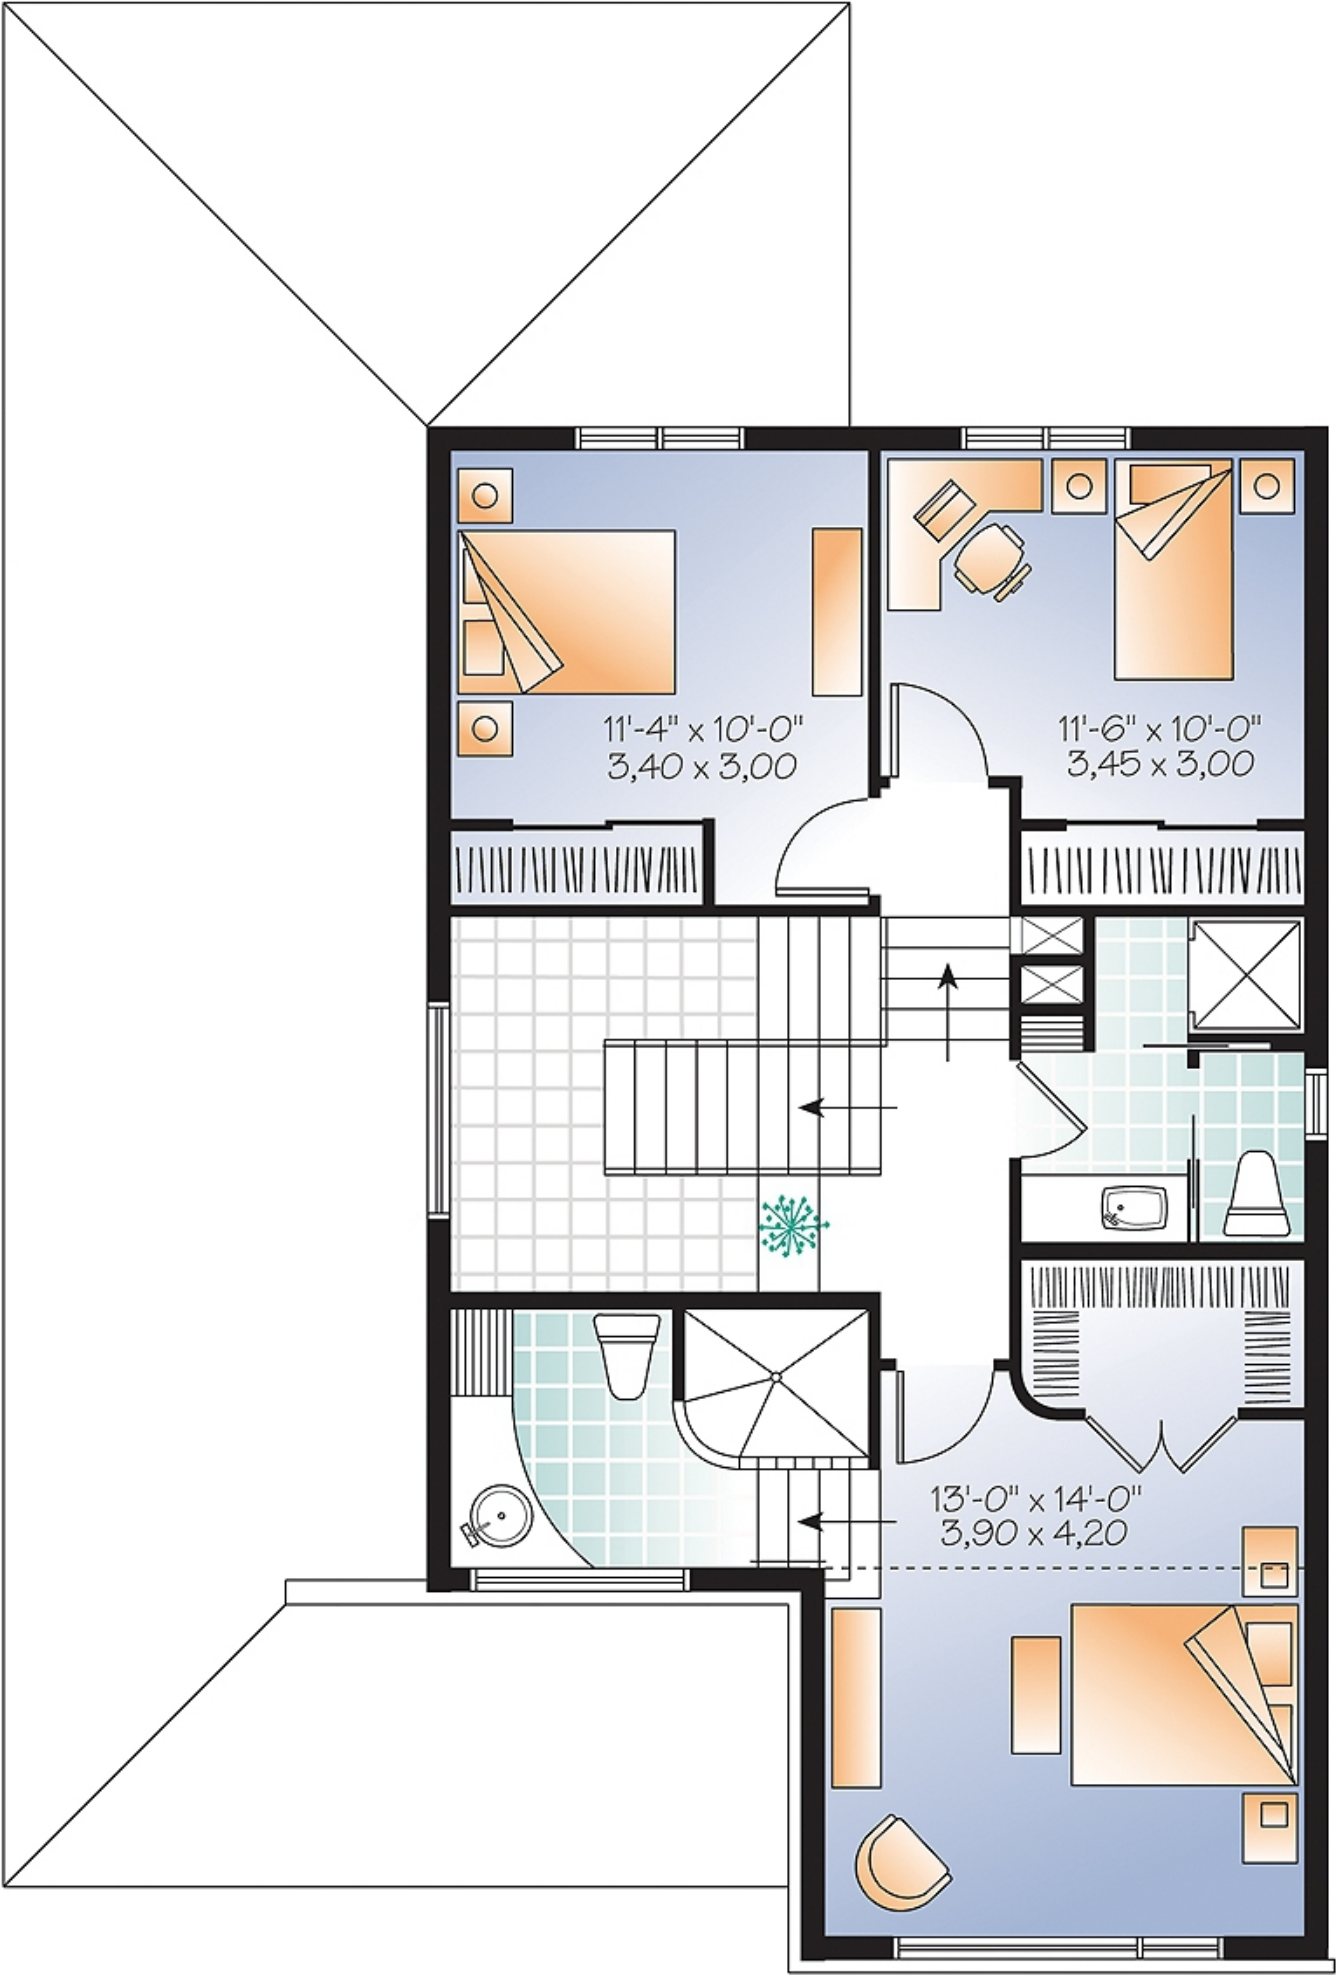 11'-4" x 10'-0"
3,40 x 3,00
11'-6" x 10'-0"
3,45 x 3,00
13'-0" x 14'-0"
3,90 x 4,20